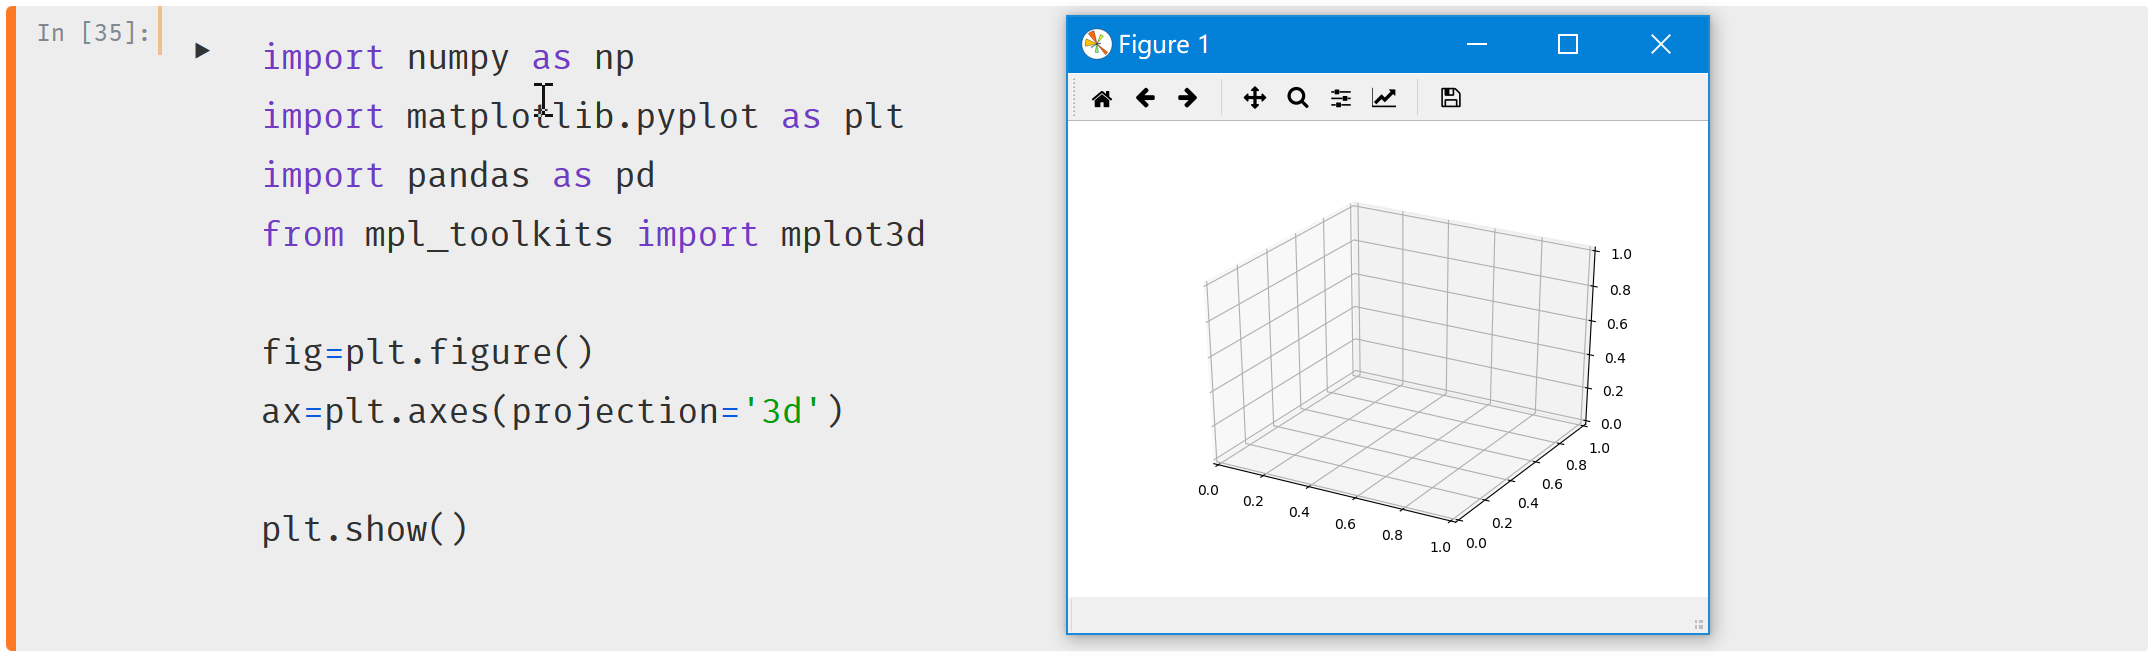 In [35]:
import numpy as np
import matplotlib.pyplot as plt
import pandas as pd
from mpl_toolkits import mplot3d
fig=plt.figure()
ax=plt.axes(projection='3d')
plt.show()
Figure 1
1.0
0.8
0.6
0.4
0.2
0.0
1.0
0.8
0.6
0.4
0.2
0.0
0.0
0.2
0.4
0.6
0.8
1.0